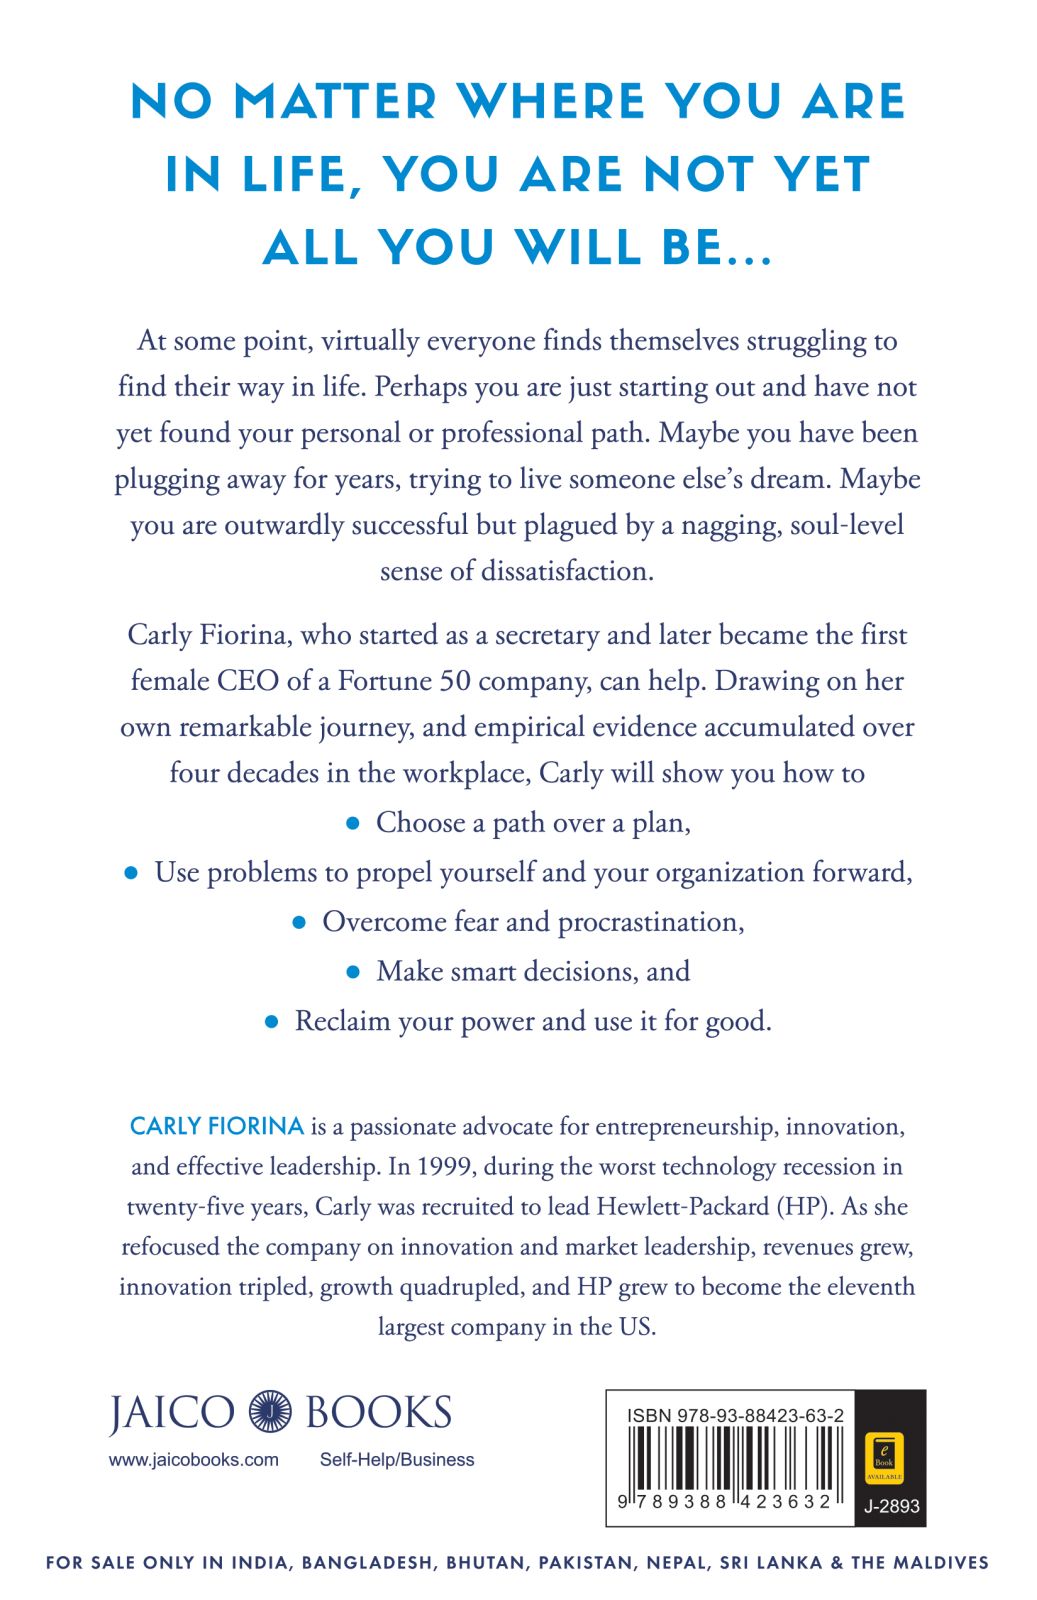 NO MATTER WHERE YOU ARE
IN LIFE, YOU ARE NOT YET
ALL YOU WILL BE...
At some point, virtually everyone finds themselves struggling to
find their way in life. Perhaps you are just starting out and have not
yet found your personal or professional path. Maybe you have been
plugging away for years, trying to live someone else's dream. Maybe
you are outwardly successful but plagued by a nagging, soul-level
sense of dissatisfaction.
Carly Fiorina, who started as a secretary and later became the first
female CEO of a Fortune 50 company, can help. Drawing on her
own remarkable journey, and empirical evidence accumulated over
four decades in the workplace, Carly will show you how to
• Choose a path over a plan,
• Use problems to propel yourself and your organization forward,
• Overcome fear and procrastination,
• Make smart decisions, and
• Reclaim your power and use it for good.
CARLY FIORINA is a passionate advocate for entrepreneurship, innovation,
and effective leadership. In 1999, during the worst technology recession in
twenty-five years, Carly was recruited to lead Hewlett-Packard (HP). As she
refocused the company on innovation and market leadership, revenues grew,
innovation tripled, growth quadrupled, and HP grew to become the eleventh
largest company in the US.
JAICO J BOOKS
www.jaicobooks.com Self-Help/Business
ISBN 978-93-88423-63-2
9 789388 423632
e
Book
AVAILABLE
J-2893
FOR SALE ONLY IN INDIA, BANGLADESH, BHUTAN, PAKISTAN, NEPAL, SRI LANKA & THE MALDIVES